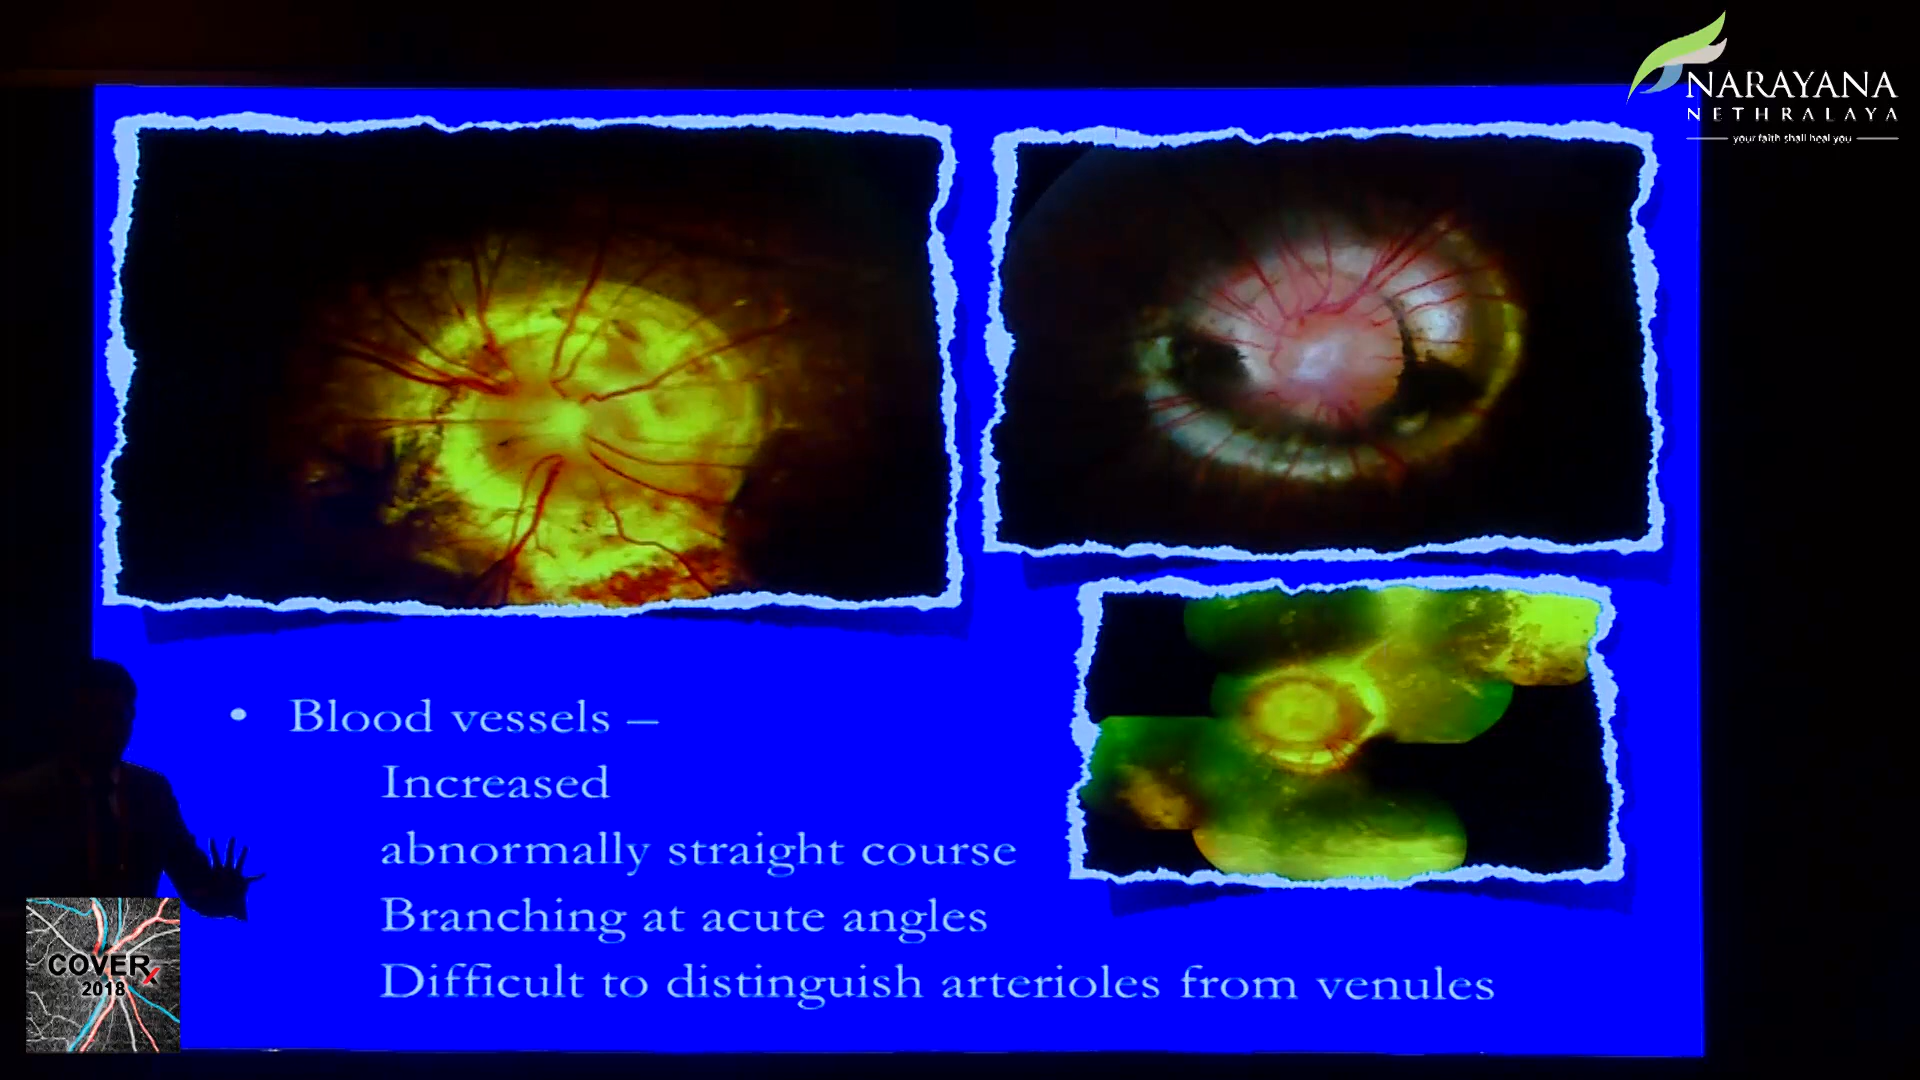 NARAYANA
NETHRALAYA
your faith shall heal you
• Blood vessels –
Increased
abnormally straight course
Branching at acute angles
Difficult to distinguish arterioles from venules
COVERx
2018